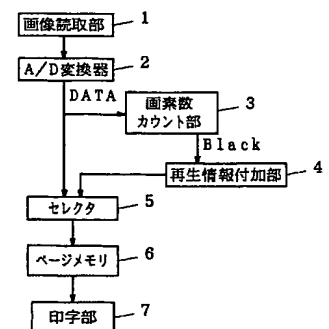 画像読取部
1
A/D変換器
2
DATA
画素数
カウント部
3
Black
再生情報付加部
4
セレクタ
5
ページメモリ
6
印字部
7